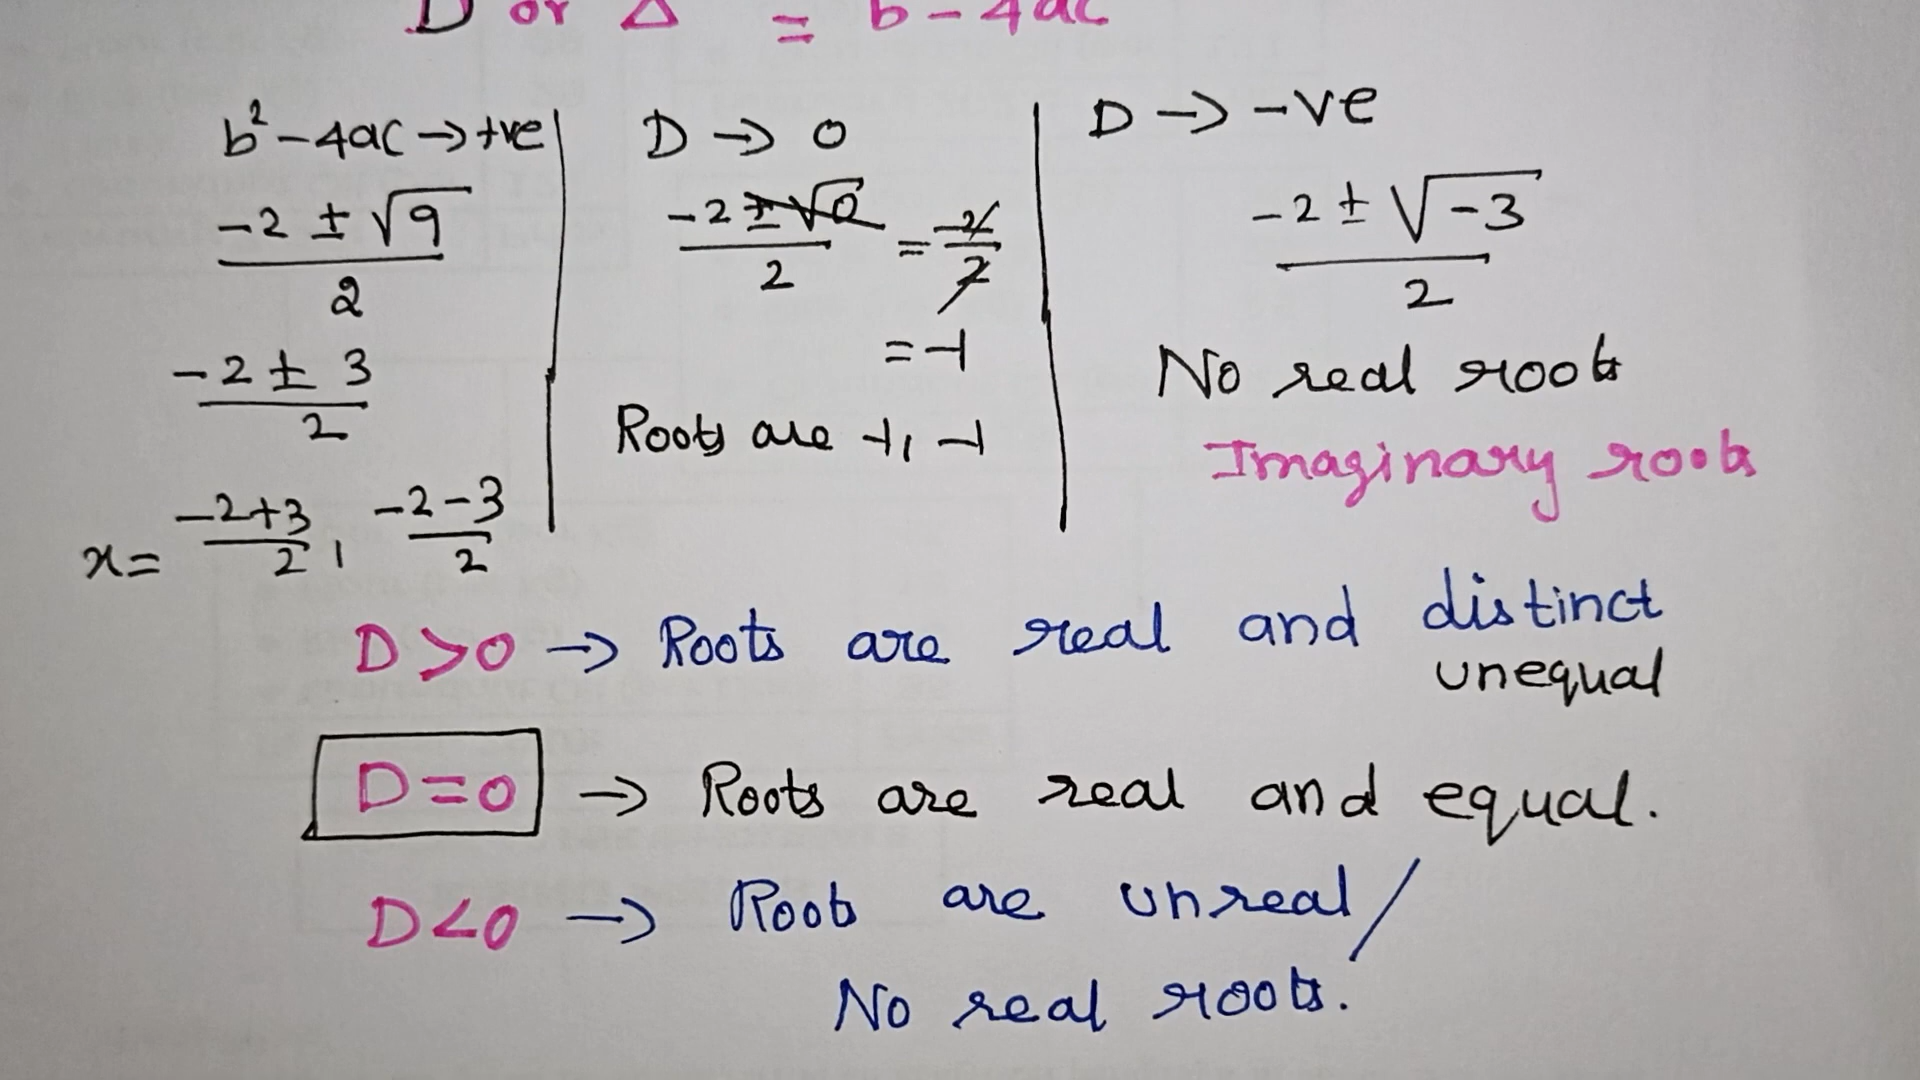 D or Δ = b - 4ac
b² - 4ac → +ve
-2 ± √9
2
-2 ± 3
2
x = -2+3 , -2-3
2 2
D → 0
-2 ± √0 = -2
2 2
= -1
Roots are -1, -1
D → -ve
-2 ± √-3
2
No real roots
Imaginary roots
D > 0 → Roots are real and distinct
unequal
D = 0 → Roots are real and equal.
D < 0 → Roots are unreal /
No real roots.